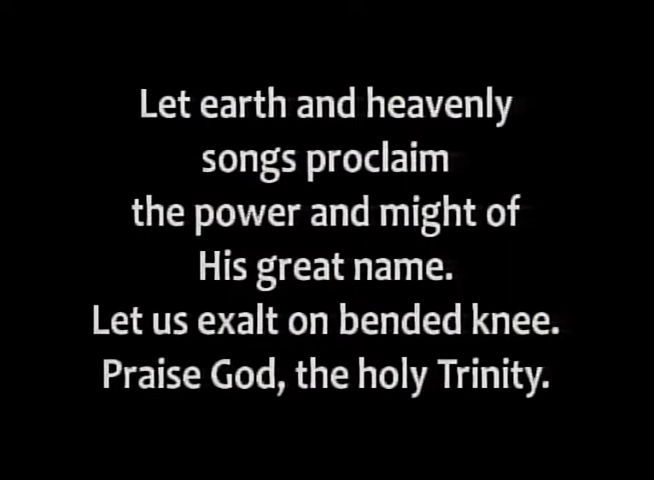 Let earth and heavenly
songs proclaim
the power and might of
His great name.
Let us exalt on bended knee.
Praise God, the holy Trinity.